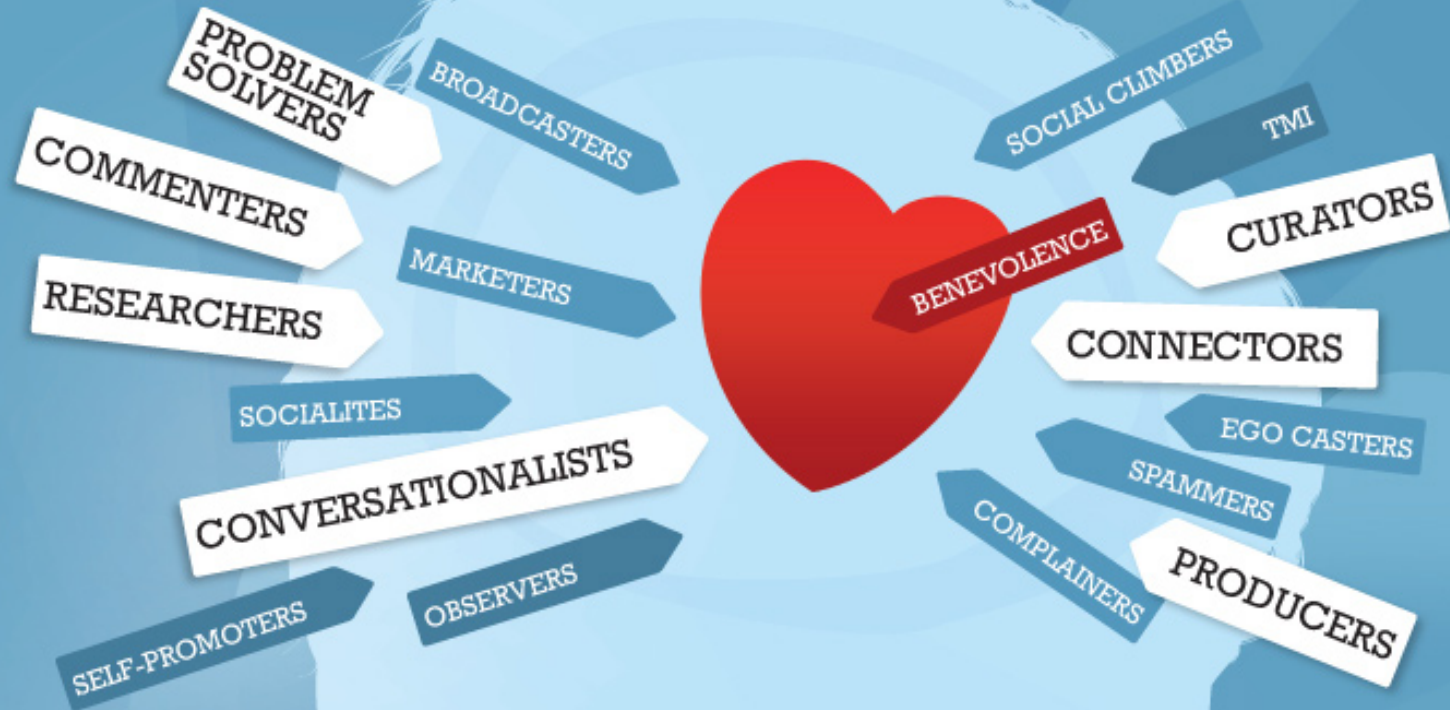 PROBLEM
SOLVERS
BROADCASTERS
COMMENTERS
MARKETERS
RESEARCHERS
SOCIALITES
CONVERSATIONALISTS
OBSERVERS
SELF-PROMOTERS
SOCIAL CLIMBERS
TMI
CURATORS
BENEVOLENCE
CONNECTORS
EGO CASTERS
SPAMMERS
COMPLAINERS
PRODUCERS